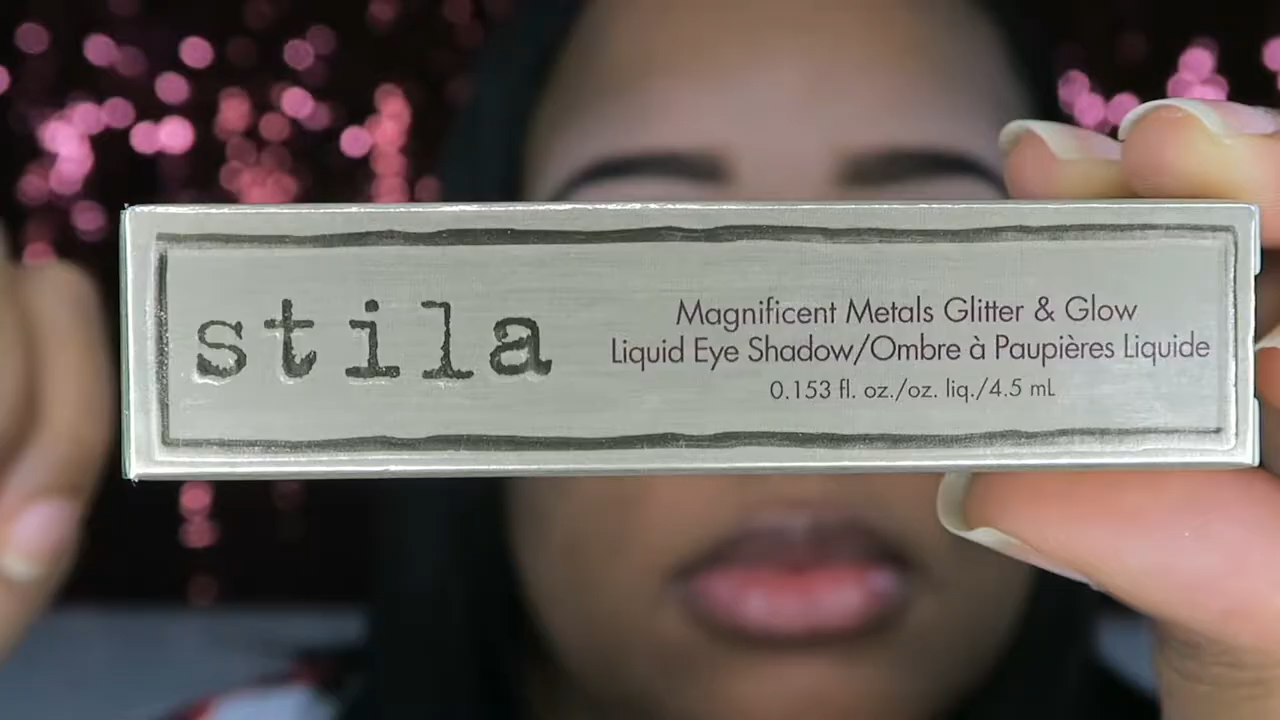 stila
Magnificent Metals Glitter & Glow
Liquid Eye Shadow/Ombre à Paupières Liquide
0.153 fl. oz./oz. liq./4.5 mL